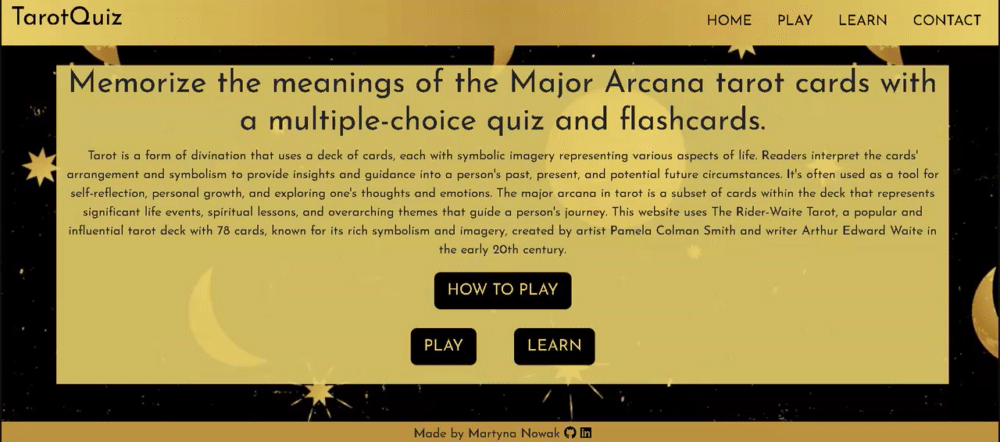 TarotQuiz
HOME PLAY LEARN CONTACT
Memorize the meanings of the Major Arcana tarot cards with
a multiple-choice quiz and flashcards.
Tarot is a form of divination that uses a deck of cards, each with symbolic imagery representing various aspects of life. Readers interpret the cards'
arrangement and symbolism to provide insights and guidance into a person's past, present, and potential future circumstances. It's often used as a tool for
self-reflection, personal growth, and exploring one's thoughts and emotions. The major arcana in tarot is a subset of cards within the deck that represents
significant life events, spiritual lessons, and overarching themes that guide a person's journey. This website uses The Rider-Waite Tarot, a popular and
influential tarot deck with 78 cards, known for its rich symbolism and imagery, created by artist Pamela Colman Smith and writer Arthur Edward Waite in
the early 20th century.
HOW TO PLAY
PLAY LEARN
Made by Martyna Nowak